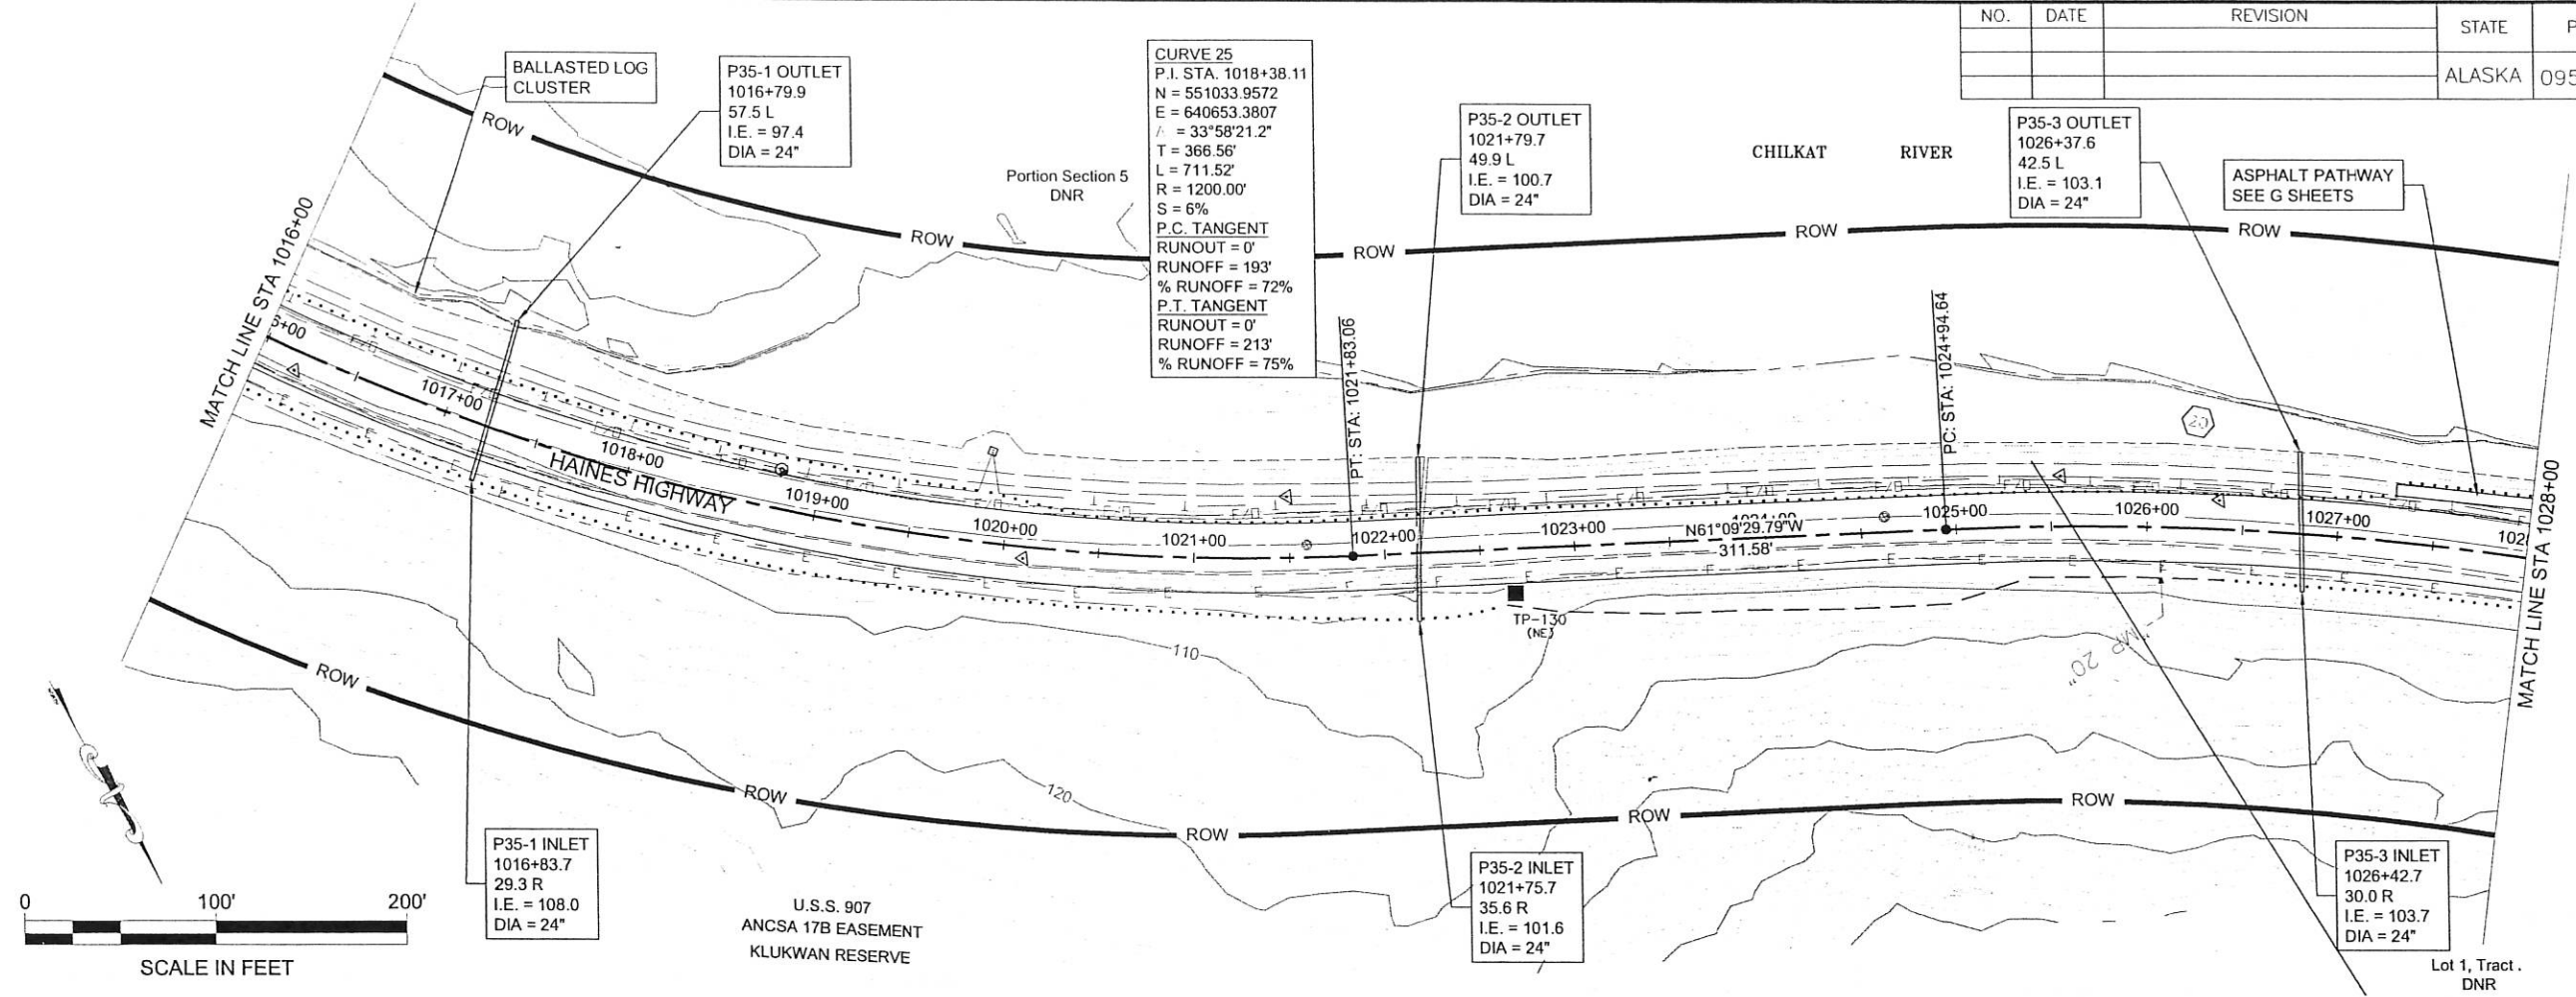 NO. DATE REVISION STATE
ALASKA 095
BALLASTED LOG
CLUSTER
P35-1 OUTLET
1016+79.9
57.5 L
I.E. = 97.4
DIA = 24"
CURVE 25
P.I. STA. 1018+38.11
N = 551033.9572
E = 640653.3807
= 33°58'21.2"
T = 366.56'
L = 711.52'
R = 1200.00'
S = 6%
P.C. TANGENT
RUNOUT = 0'
RUNOFF = 193'
% RUNOFF = 72%
P.T. TANGENT
RUNOUT = 0'
RUNOFF = 213'
% RUNOFF = 75%
Portion Section 5
DNR
P35-2 OUTLET
1021+79.7
49.9 L
I.E. = 100.7
DIA = 24"
CHILKAT RIVER
P35-3 OUTLET
1026+37.6
42.5 L
I.E. = 103.1
DIA = 24"
ASPHALT PATHWAY
SEE G SHEETS
ROW
ROW
ROW
ROW
ROW
MATCH LINE STA 1016+00
6+00
1017+00
1018+00
HAINES HIGHWAY
1019+00
1020+00
1021+00
PT: STA: 1021+83.06
1022+00
1023+00
N61°09'29.79"W
311.58'
PC: STA: 1024+94.64
1025+00
1026+00
1027+00
20
MATCH LINE STA 1028+00
TP-130
(NE)
"MP 20"
110
120
ROW
ROW
ROW
ROW
ROW
P35-1 INLET
1016+83.7
29.3 R
I.E. = 108.0
DIA = 24"
P35-2 INLET
1021+75.7
35.6 R
I.E. = 101.6
DIA = 24"
P35-3 INLET
1026+42.7
30.0 R
I.E. = 103.7
DIA = 24"
U.S.S. 907
ANCSA 17B EASEMENT
KLUKWAN RESERVE
Lot 1, Tract .
DNR
0 100' 200'
SCALE IN FEET